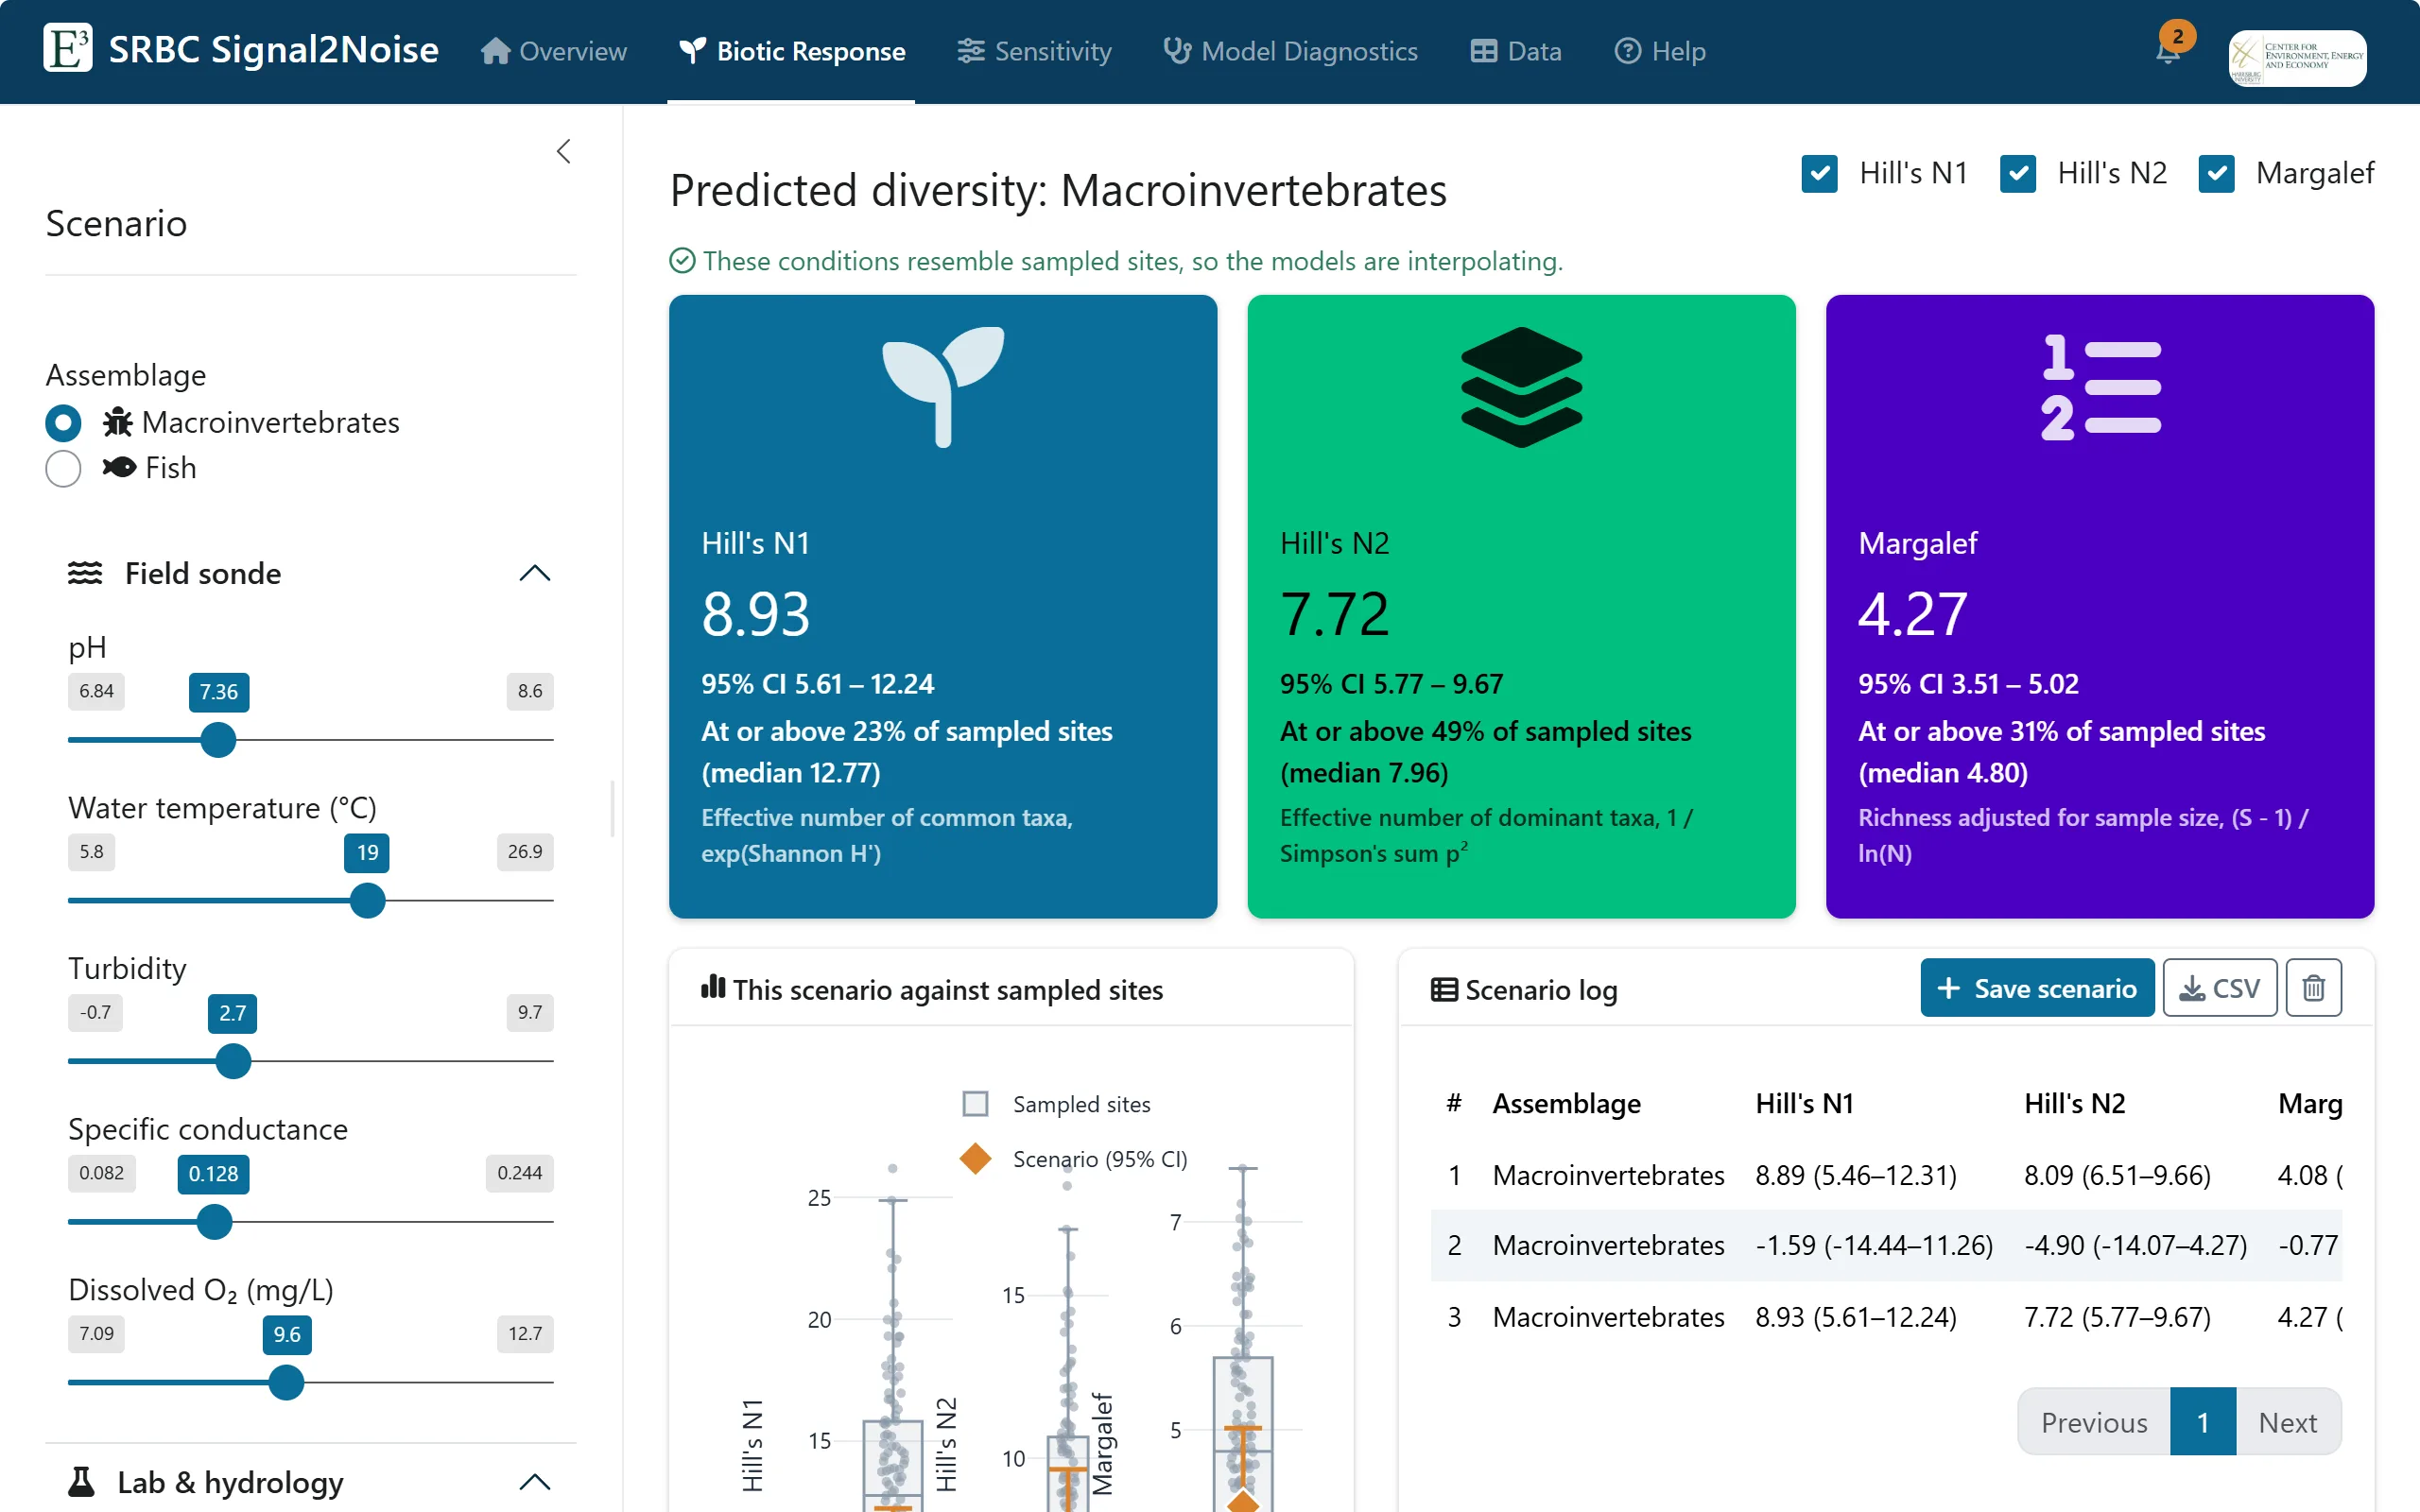 E³ SRBC Signal2Noise Overview Biotic Response Sensitivity Model Diagnostics Data Help 2
CENTER FOR
ENVIRONMENT, ENERGY
AND ECONOMY
HARRISBURG
UNIVERSITY
Scenario
Assemblage
Macroinvertebrates
Fish
Field sonde
pH
6.84 7.36 8.6
Water temperature (°C)
5.8 19 26.9
Turbidity
-0.7 2.7 9.7
Specific conductance
0.082 0.128 0.244
Dissolved O₂ (mg/L)
7.09 9.6 12.7
Lab & hydrology
Predicted diversity: Macroinvertebrates
Hill's N1 Hill's N2 Margalef
These conditions resemble sampled sites, so the models are interpolating.
Hill's N1
8.93
95% CI 5.61 – 12.24
At or above 23% of sampled sites
(median 12.77)
Effective number of common taxa,
exp(Shannon H')
Hill's N2
7.72
95% CI 5.77 – 9.67
At or above 49% of sampled sites
(median 7.96)
Effective number of dominant taxa, 1 /
Simpson's sum p²
1
2
Margalef
4.27
95% CI 3.51 – 5.02
At or above 31% of sampled sites
(median 4.80)
Richness adjusted for sample size, (S - 1) /
ln(N)
This scenario against sampled sites
Sampled sites
Scenario (95% CI)
Hill's N1
25
20
15
Hill's N2
15
10
Margalef
7
6
5
Scenario log
Save scenario CSV
# Assemblage Hill's N1 Hill's N2 Marg
1 Macroinvertebrates 8.89 (5.46–12.31) 8.09 (6.51–9.66) 4.08 (
2 Macroinvertebrates -1.59 (-14.44–11.26) -4.90 (-14.07–4.27) -0.77
3 Macroinvertebrates 8.93 (5.61–12.24) 7.72 (5.77–9.67) 4.27 (
Previous 1 Next